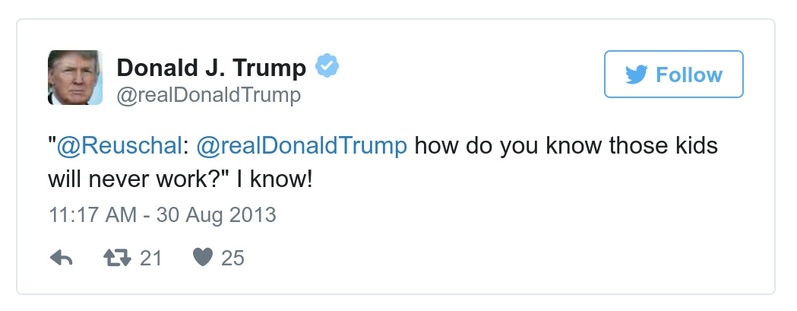 Donald J. Trump
@realDonaldTrump
Follow
"@Reuschal: @realDonaldTrump how do you know those kids
will never work?" I know!
11:17 AM - 30 Aug 2013
21 25